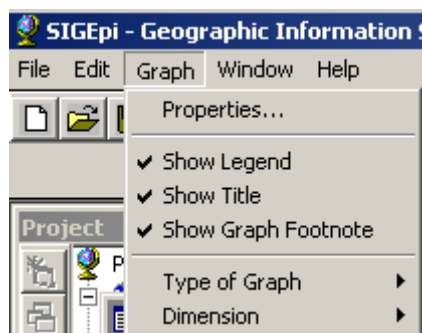 SIGEpi - Geographic Information
File Edit Graph Window Help
Properties...
Show Legend
Show Title
Show Graph Footnote
Project
Type of Graph
Dimension